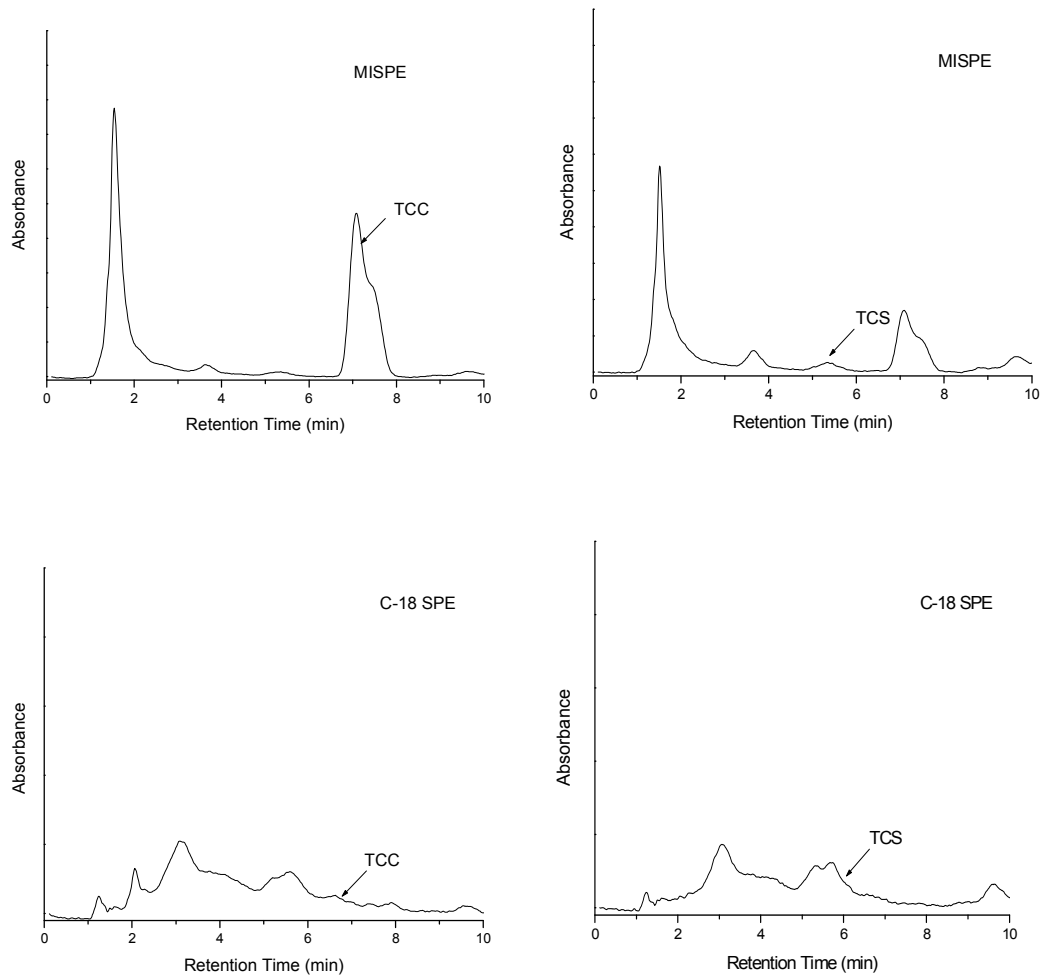 MISPE
TCC
Absorbance
0 2 4 6 8 10
Retention Time (min)
MISPE
TCS
Absorbance
0 2 4 6 8 10
Retention Time (min)
C-18 SPE
TCC
Absorbance
0 2 4 6 8 10
Retention Time (min)
C-18 SPE
TCS
Absorbance
0 2 4 6 8 10
Retention Time (min)